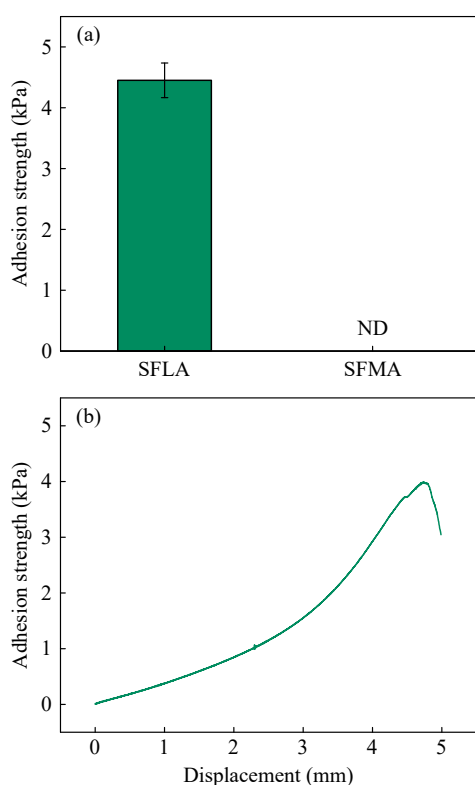 (a)
5
4
3
2
1
0
Adhesion strength (kPa)
ND
SFLA
SFMA
(b)
5
4
3
2
1
0
Adhesion strength (kPa)
0 1 2 3 4 5
Displacement (mm)